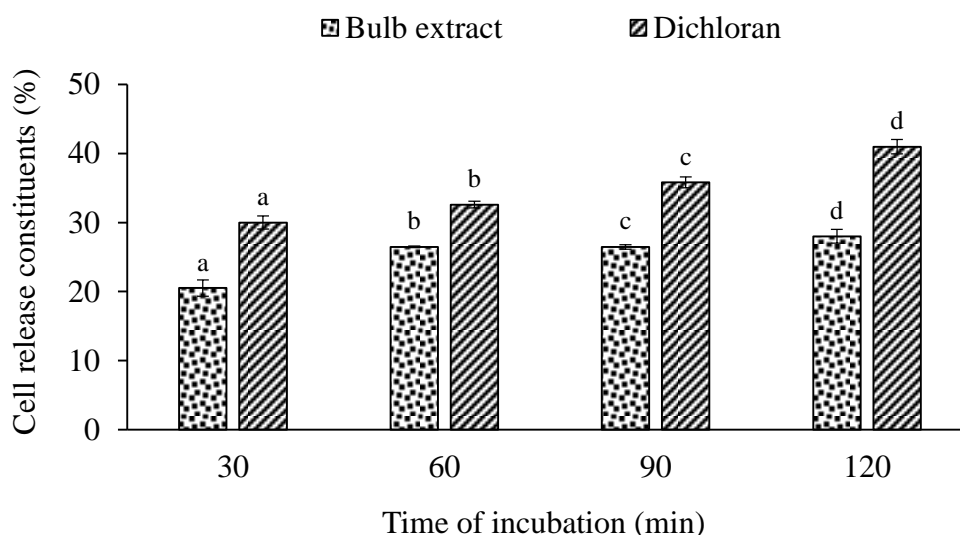 Bulb extract Dichloran
Cell release constituents (%)
50
40
30
20
10
0
a a b b c c d d
30 60 90 120
Time of incubation (min)